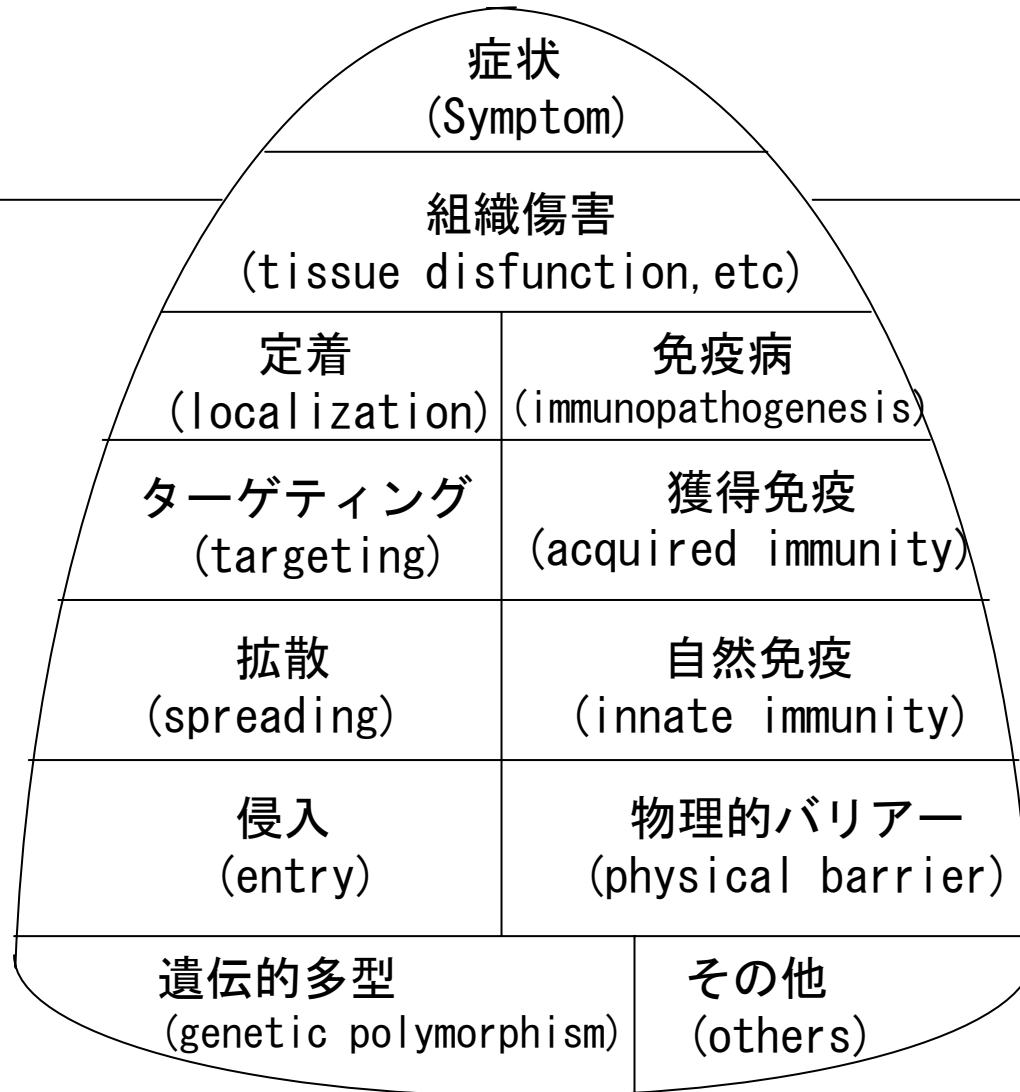 症状
(Symptom)
組織傷害
(tissue disfunction,etc)
定着
(localization)
免疫病
(immunopathogenesis)
ターゲティング
(targeting)
獲得免疫
(acquired immunity)
拡散
(spreading)
自然免疫
(innate immunity)
侵入
(entry)
物理的バリアー
(physical barrier)
遺伝的多型
(genetic polymorphism)
その他
(others)